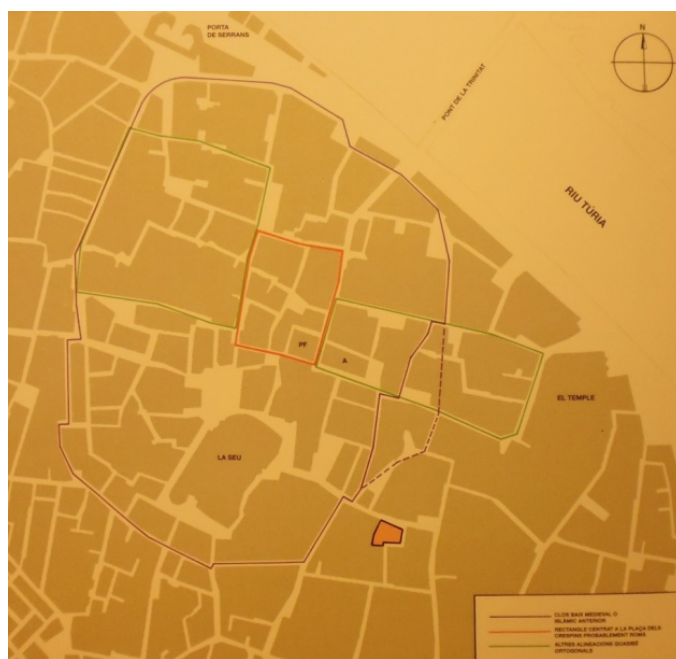 PORTA
DE SERRANS
N
PONT DE LA TRINITAT
RIU TÚRIA
PF
A
EL TEMPLE
LA SEU
CLOS BAIX MEDIEVAL O
ISLÀMIC ANTERIOR
RECTANGLE CENTRAT A LA PLAÇA DELS
CRESPINS PROBABLEMENT ROMÀ
ALTRES ALINEACIONS QUASIBÉ
ORTOGONALS